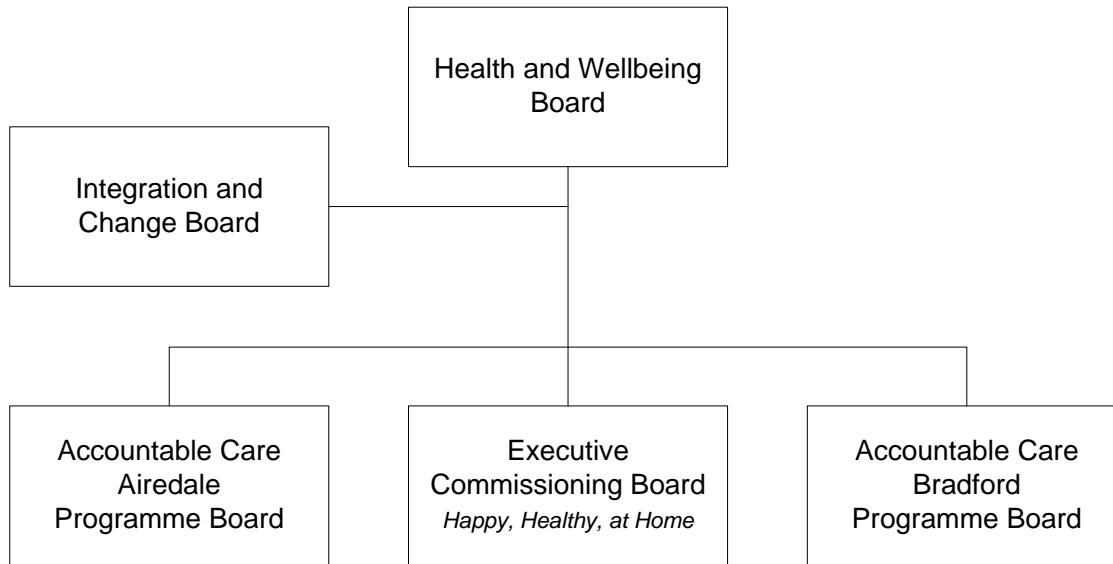 Health and Wellbeing
Board
Integration and
Change Board
Accountable Care
Airedale
Programme Board
Executive
Commissioning Board
Happy, Healthy, at Home
Accountable Care
Bradford
Programme Board